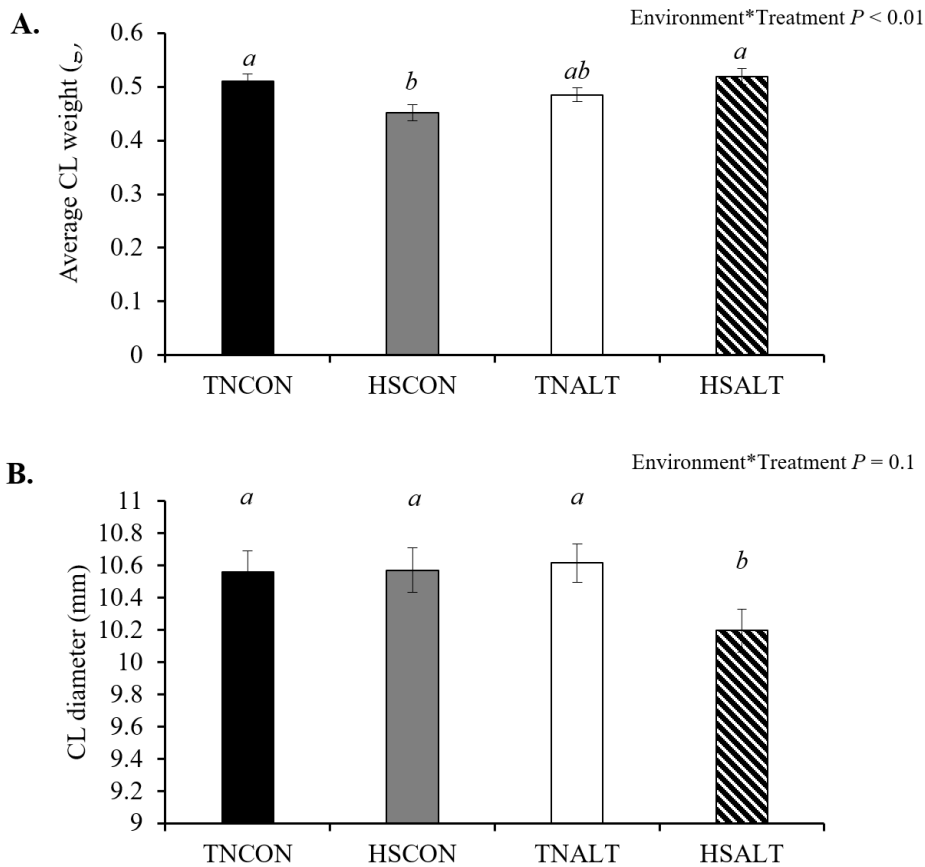 A.
Environment*Treatment P < 0.01
Average CL weight (g)
0.6
0.5
0.4
0.3
0.2
0.1
0
a
b
ab
a
TNCON HSCON TNALT HSALT
B.
Environment*Treatment P = 0.1
CL diameter (mm)
11
10.8
10.6
10.4
10.2
10
9.8
9.6
9.4
9.2
9
a
a
a
b
TNCON HSCON TNALT HSALT